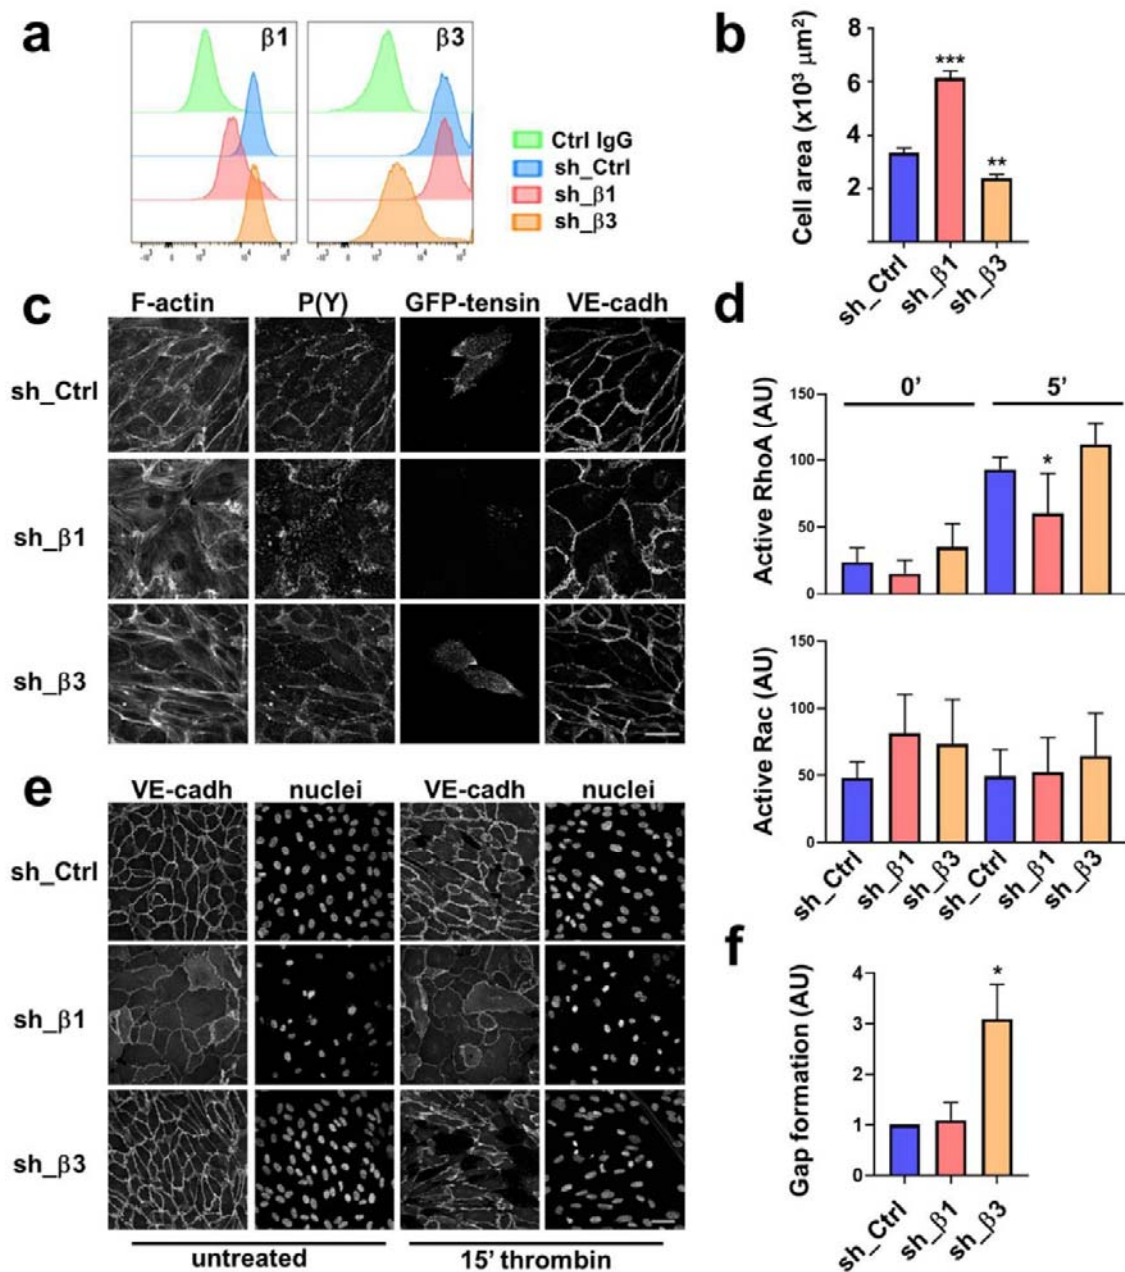 a
β1
β3
Ctrl IgG
sh_Ctrl
sh_β1
sh_β3
b
Cell area (x10³ μm²)
8
6
4
2
***
**
sh_Ctrl
sh_β1
sh_β3
c
F-actin
P(Y)
GFP-tensin
VE-cadh
sh_Ctrl
sh_β1
sh_β3
d
0'
5'
Active RhoA (AU)
150
100
50
0
*
Active Rac (AU)
150
100
50
0
sh_Ctrl
sh_β1
sh_β3
sh_Ctrl
sh_β1
sh_β3
e
VE-cadh
nuclei
VE-cadh
nuclei
sh_Ctrl
sh_β1
sh_β3
untreated
15' thrombin
f
Gap formation (AU)
4
3
2
1
0
*
sh_Ctrl
sh_β1
sh_β3